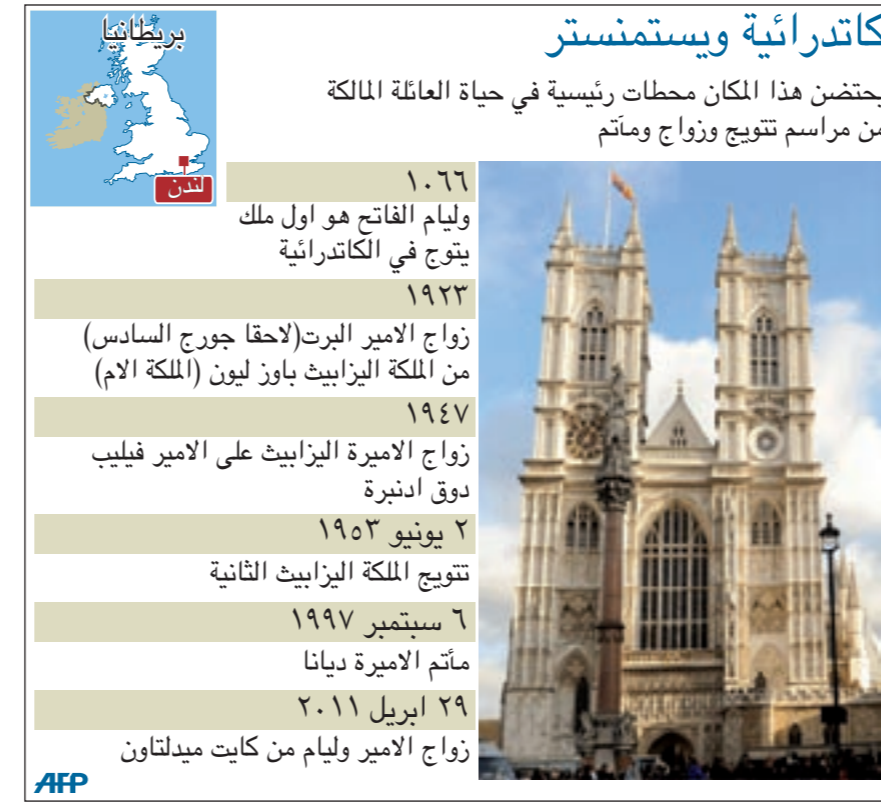 كاتدرائية ويستمنستر
يحتضن هذا المكان محطات رئيسية في حياة العائلة المالكة
من مراسم تتويج وزواج ومآتم
بريطانيا
لندن
١٠٦٦
وليام الفاتح هو اول ملك
يتوج في الكاتدرائية
١٩٢٣
زواج الامير البرت(لاحقا جورج السادس)
من الملكة اليزابيث باوز ليون (الملكة الام)
١٩٤٧
زواج الاميرة اليزابيث على الامير فيليب
دوق ادنبرة
٢ يونيو ١٩٥٣
تتويج الملكة اليزابيث الثانية
٦ سبتمبر ١٩٩٧
مأتم الاميرة ديانا
٢٩ ابريل ٢٠١١
زواج الامير وليام من كايت ميدلتاون
AFP